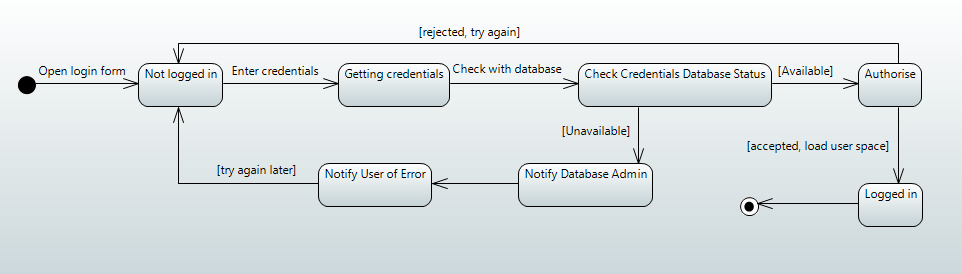 [rejected, try again]
Open login form
Not logged in
Enter credentials
Getting credentials
Check with database
Check Credentials Database Status
[Available]
Authorise
[Unavailable]
[accepted, load user space]
[try again later]
Notify User of Error
Notify Database Admin
Logged in